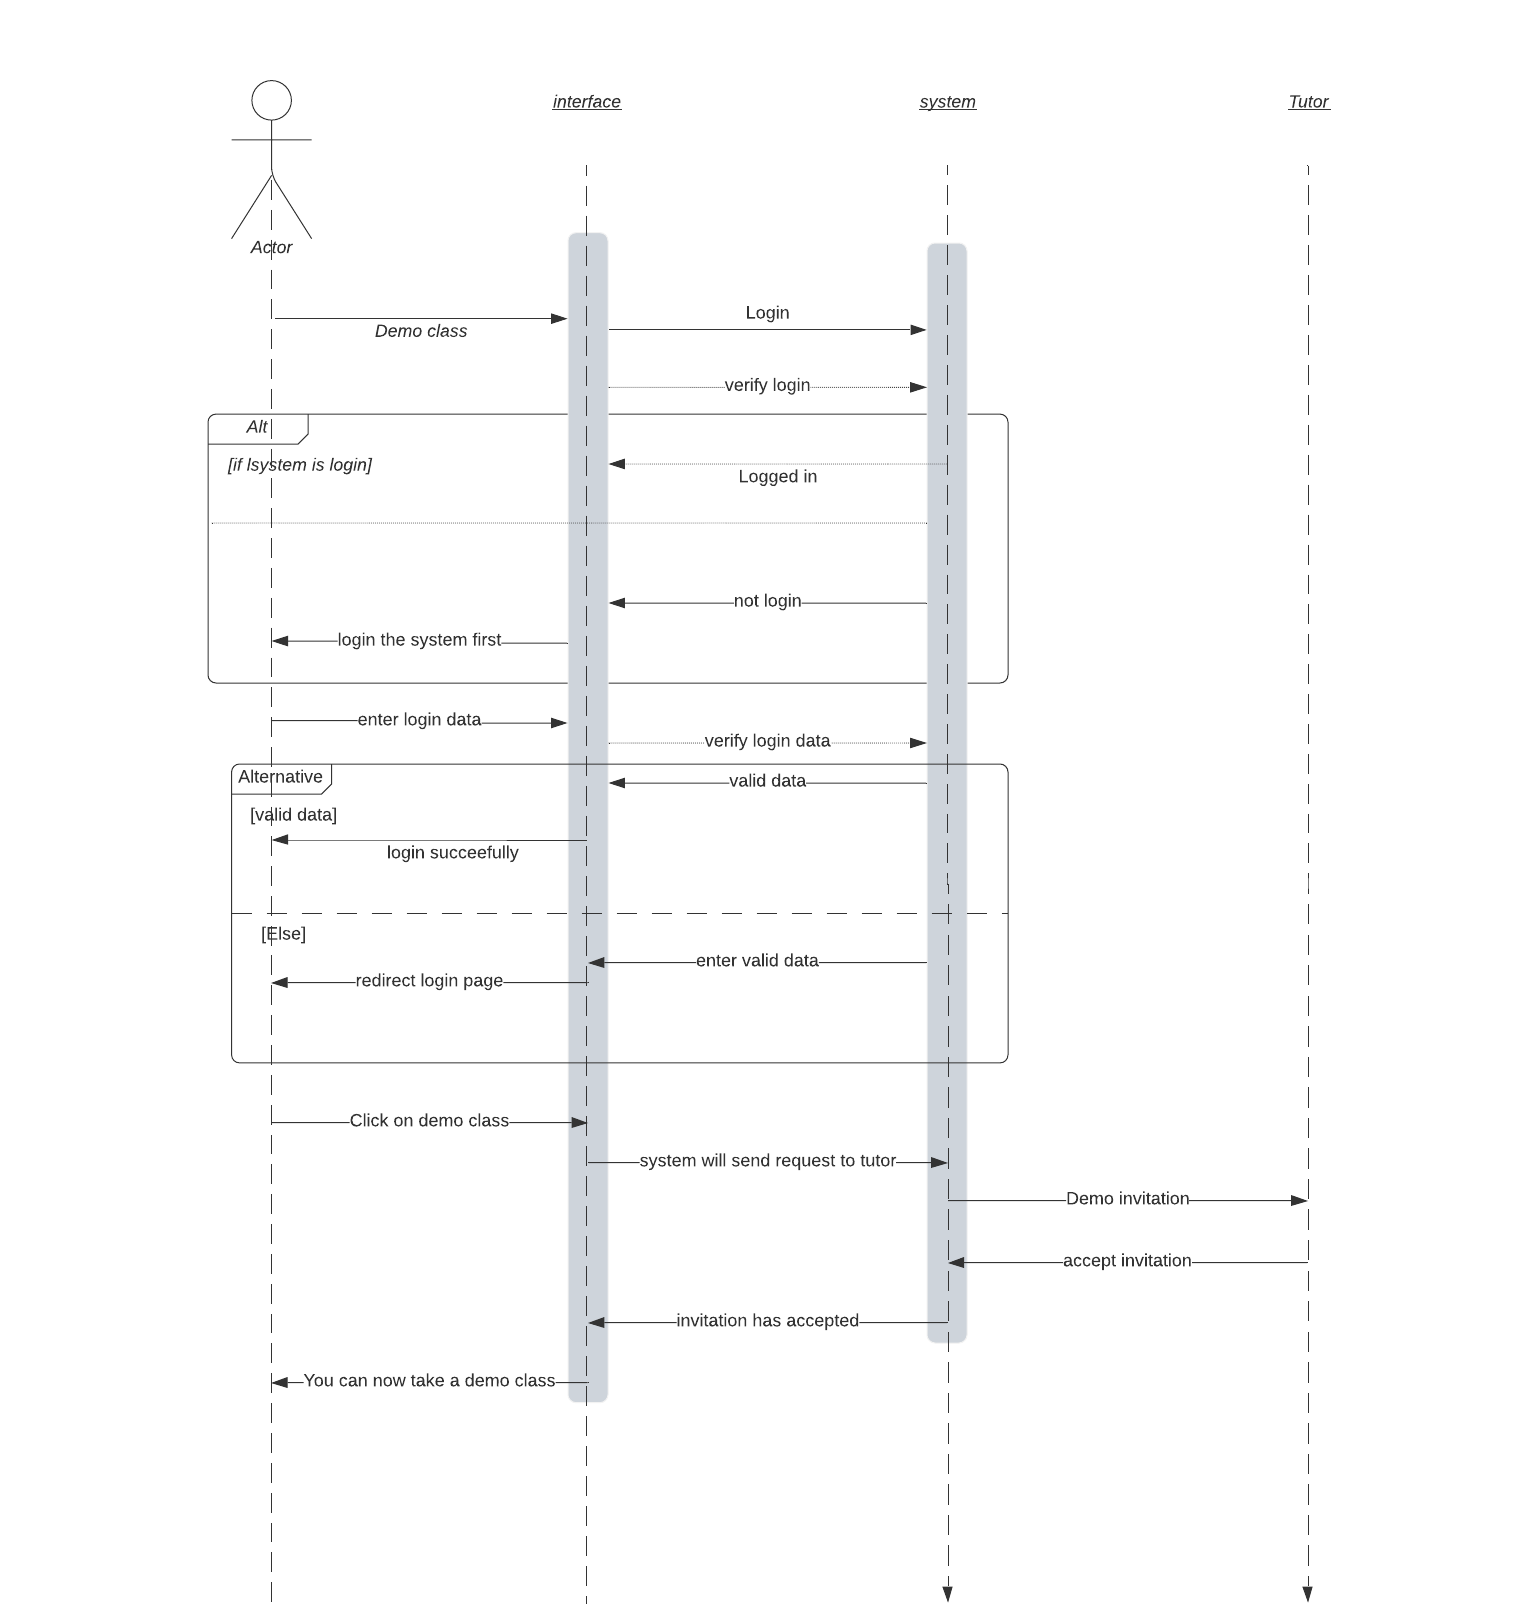 interface
system
Tutor
Actor
Login
Demo class
verify login
Alt
[if lsystem is login]
Logged in
not login
login the system first
enter login data
verify login data
Alternative
valid data
[valid data]
login succeefully
[Else]
enter valid data
redirect login page
Click on demo class
system will send request to tutor
Demo invitation
accept invitation
invitation has accepted
You can now take a demo class